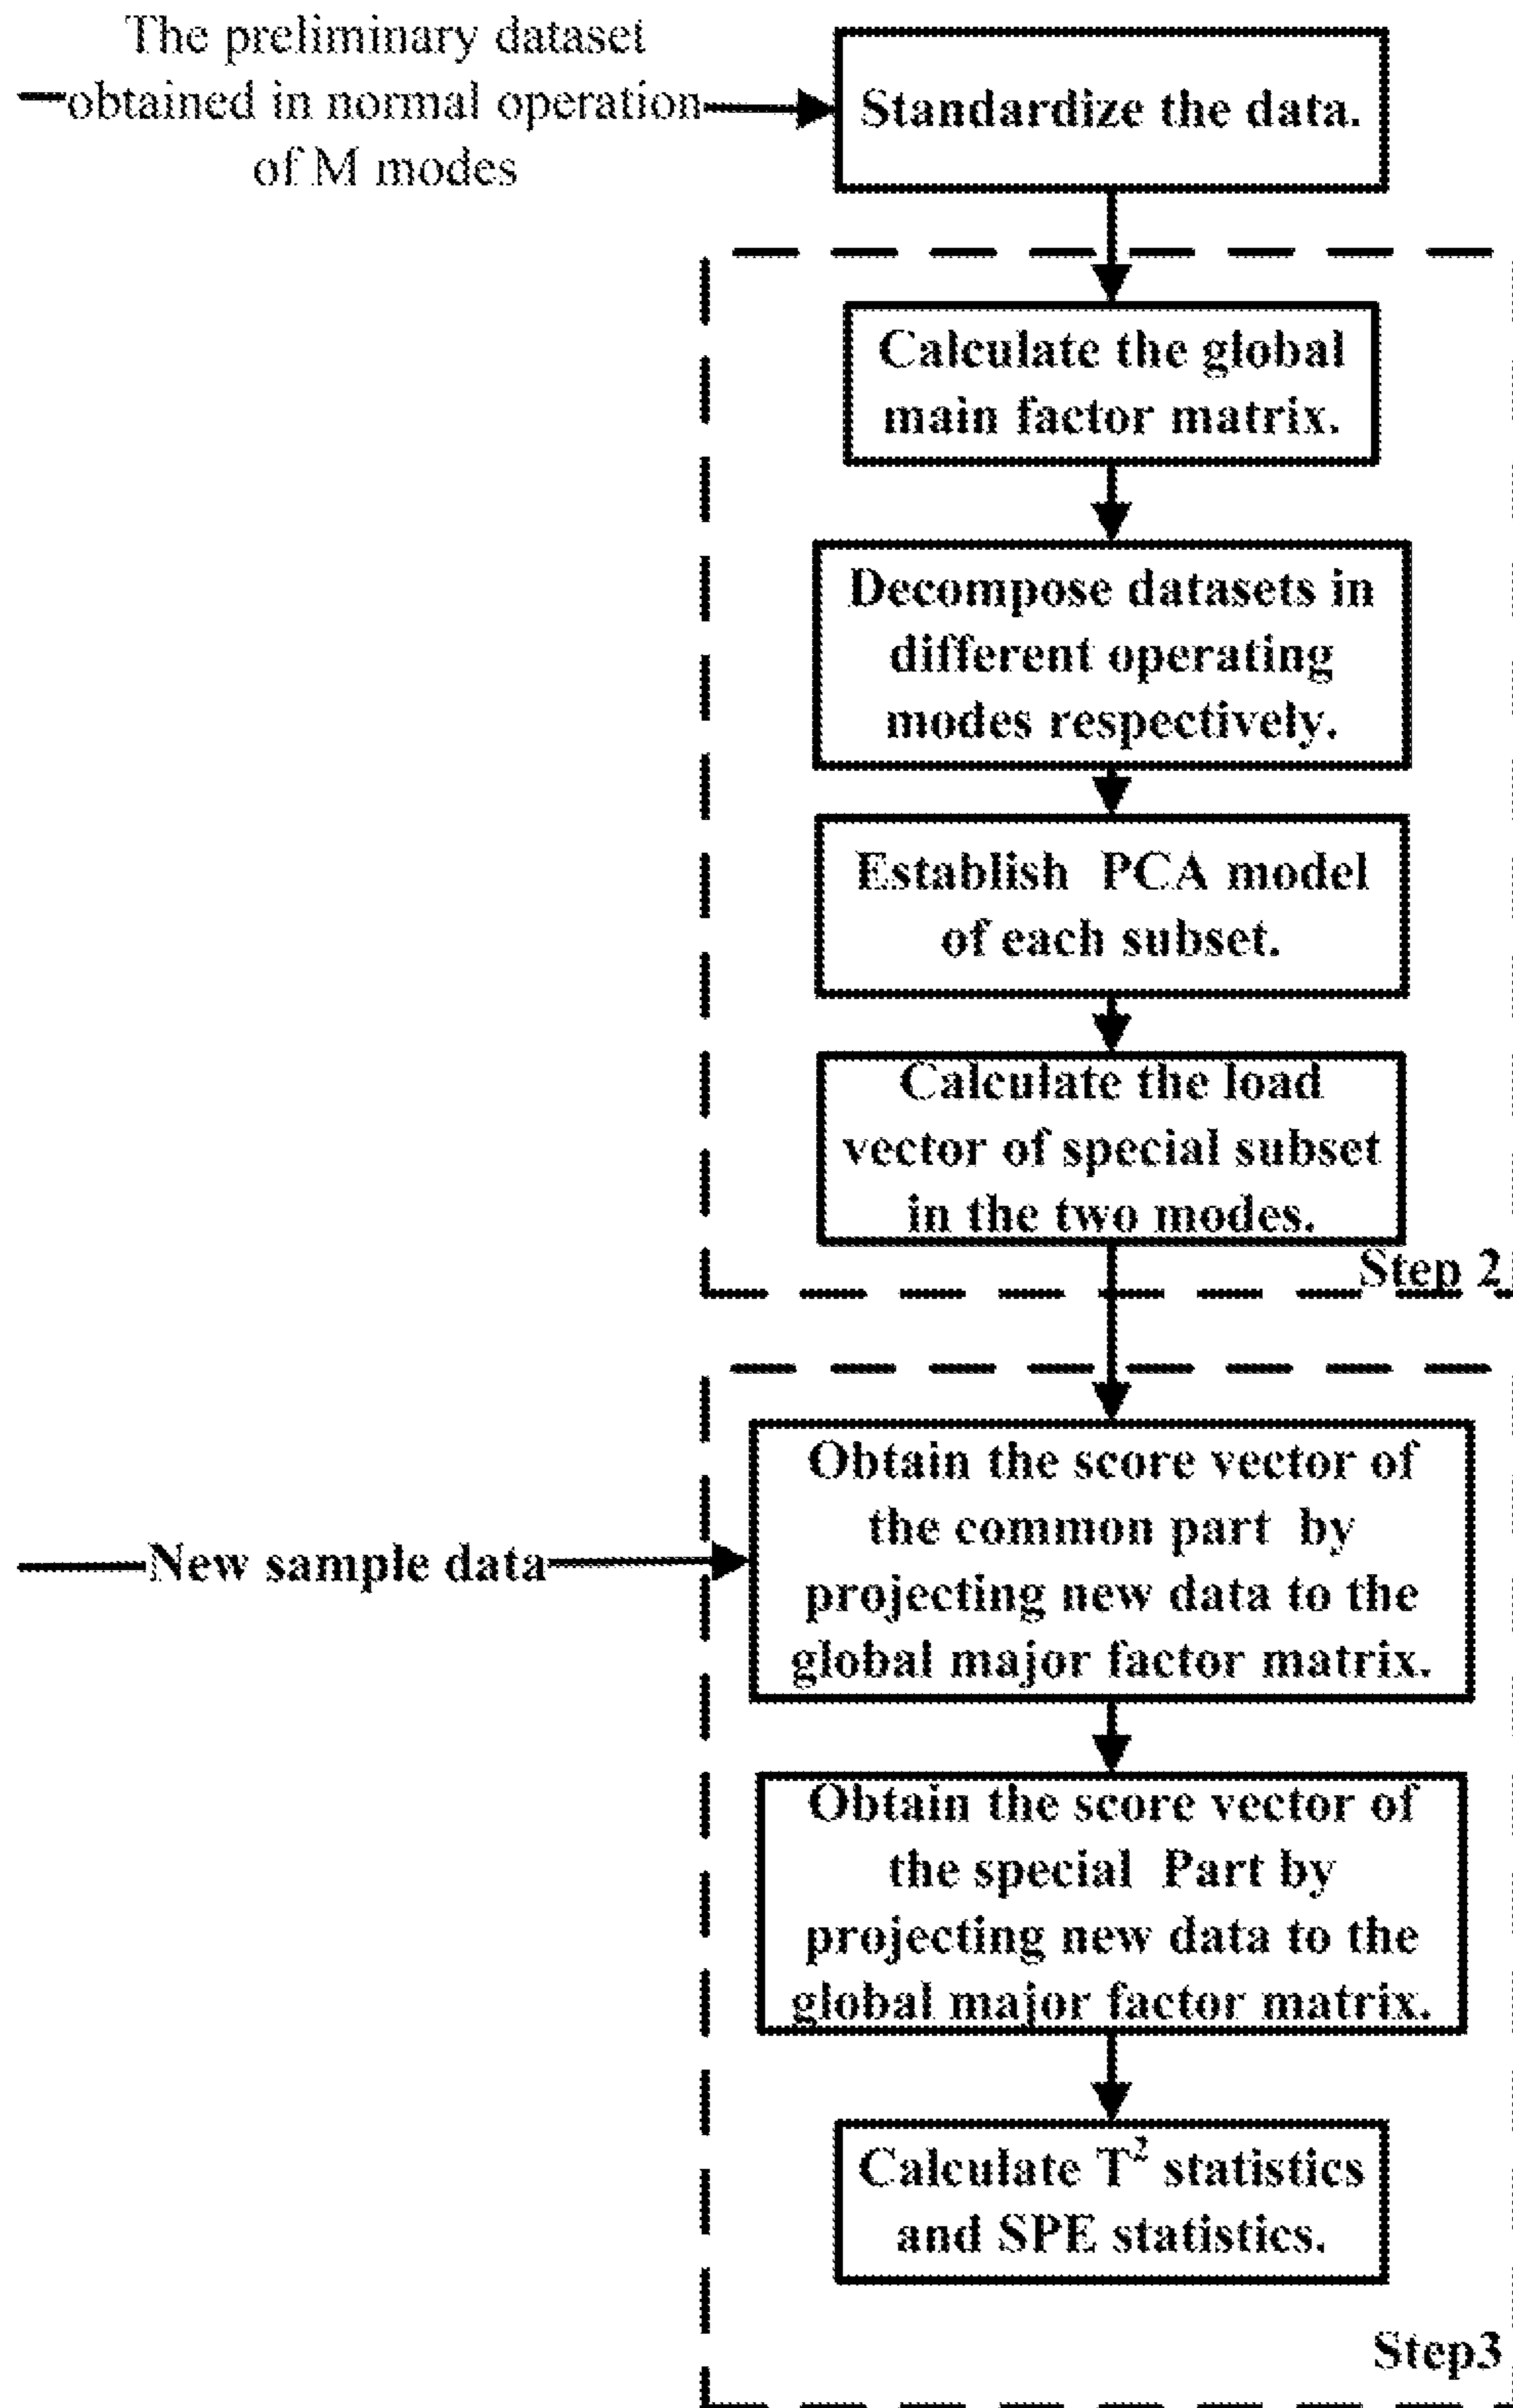 The preliminary dataset
obtained in normal operation
of M modes
Standardize the data.
Calculate the global
main factor matrix.
Decompose datasets in
different operating
modes respectively.
Establish PCA model
of each subset.
Calculate the load
vector of special subset
in the two modes.
Step 2
Obtain the score vector of
the common part by
projecting new data to the
global major factor matrix.
New sample data
Obtain the score vector of
the special Part by
projecting new data to the
global major factor matrix.
Calculate T² statistics
and SPE statistics.
Step3